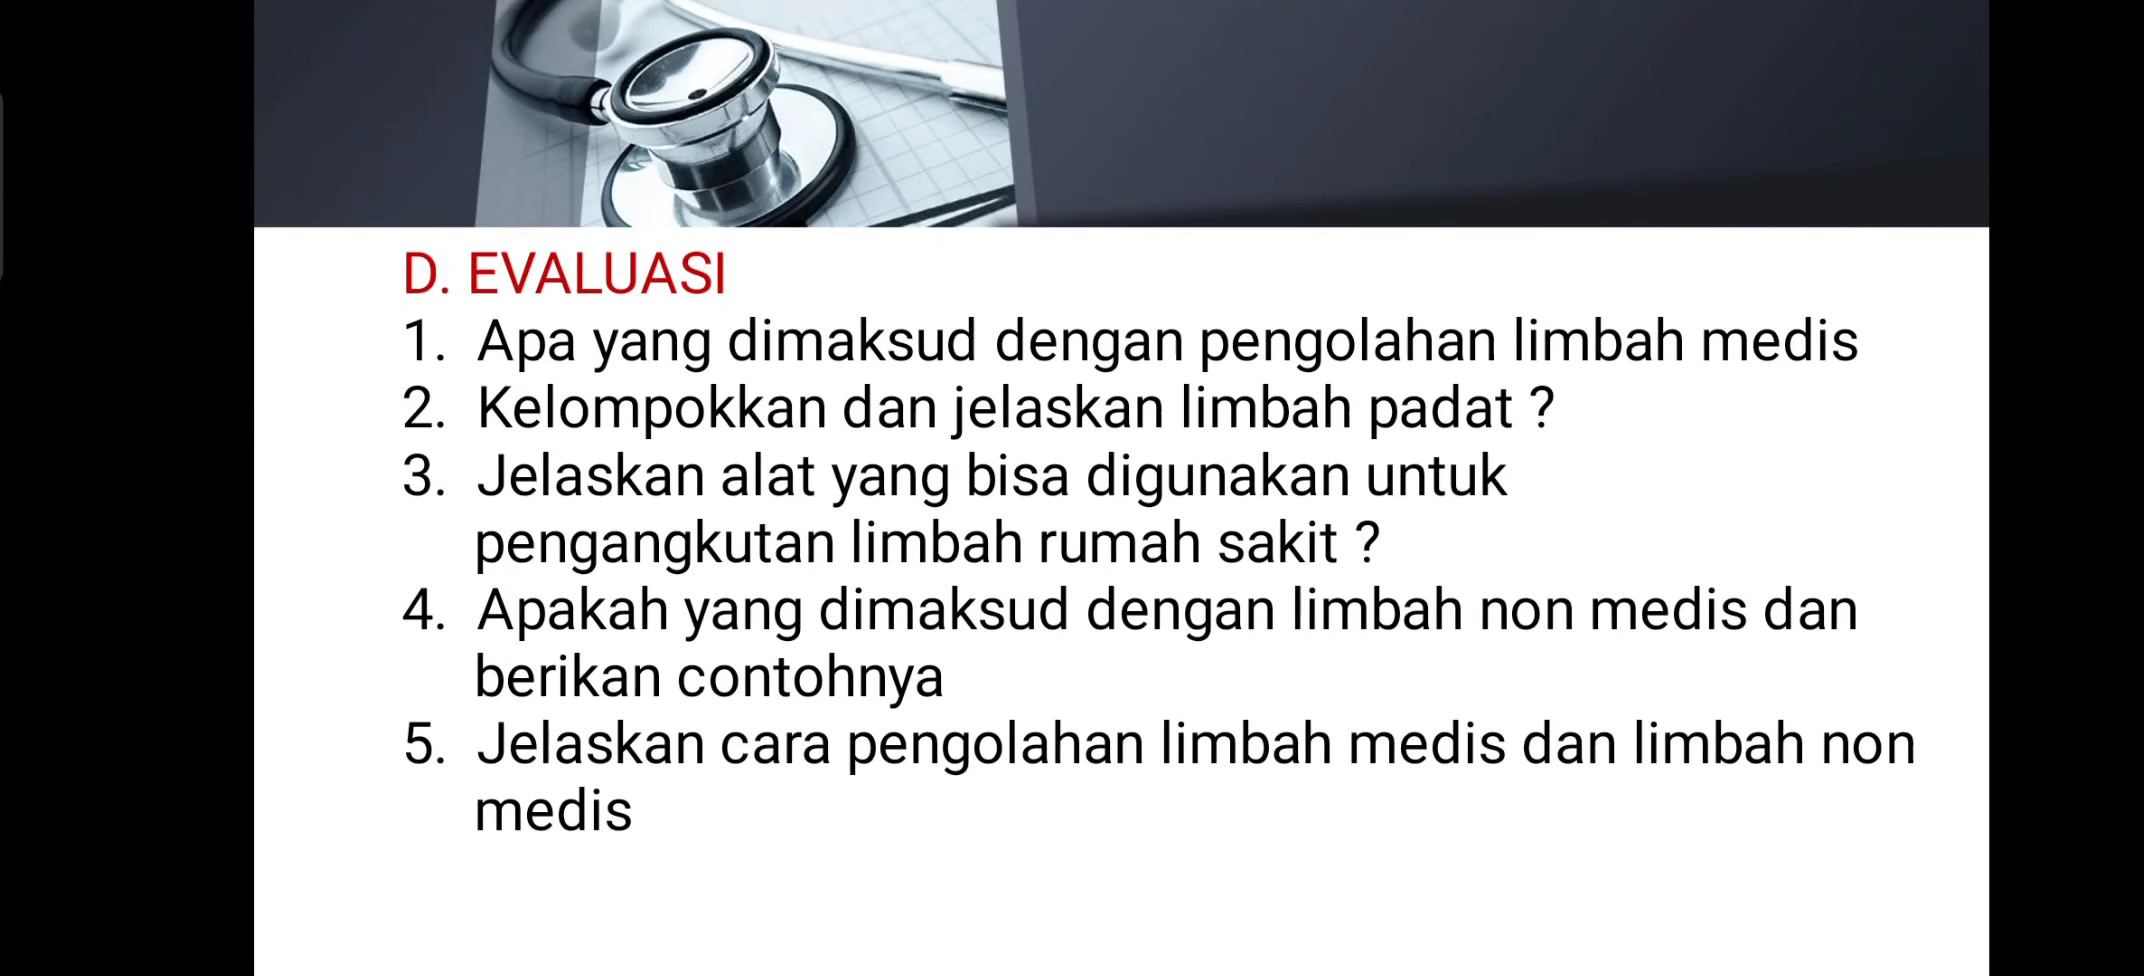 D. EVALUASI
1. Apa yang dimaksud dengan pengolahan limbah medis
2. Kelompokkan dan jelaskan limbah padat ?
3. Jelaskan alat yang bisa digunakan untuk
pengangkutan limbah rumah sakit ?
4. Apakah yang dimaksud dengan limbah non medis dan
berikan contohnya
5. Jelaskan cara pengolahan limbah medis dan limbah non
medis